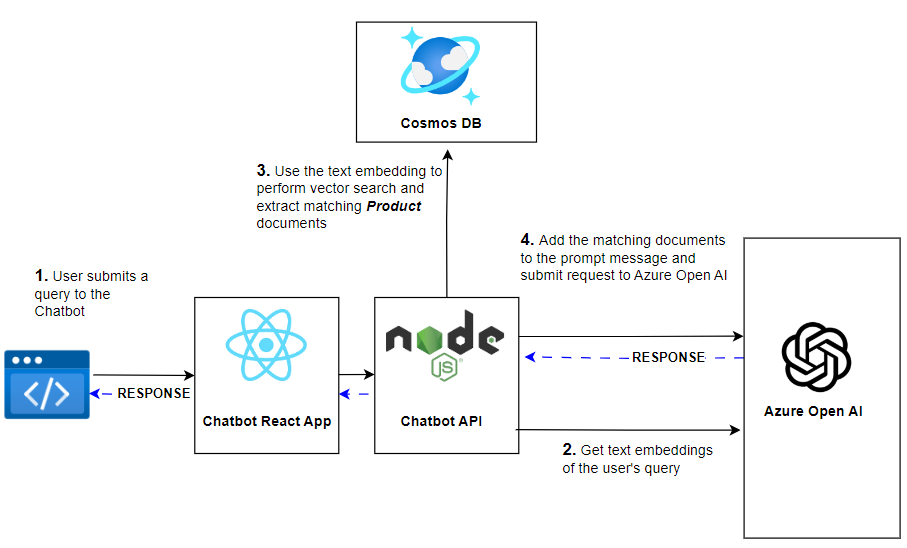 Cosmos DB
3. Use the text embedding to
perform vector search and
extract matching Product
documents
4. Add the matching documents
to the prompt message and
submit request to Azure Open AI
1. User submits a
query to the
Chatbot
node
JS
RESPONSE
</>
RESPONSE
Chatbot React App
Chatbot API
Azure Open AI
2. Get text embeddings
of the user's query